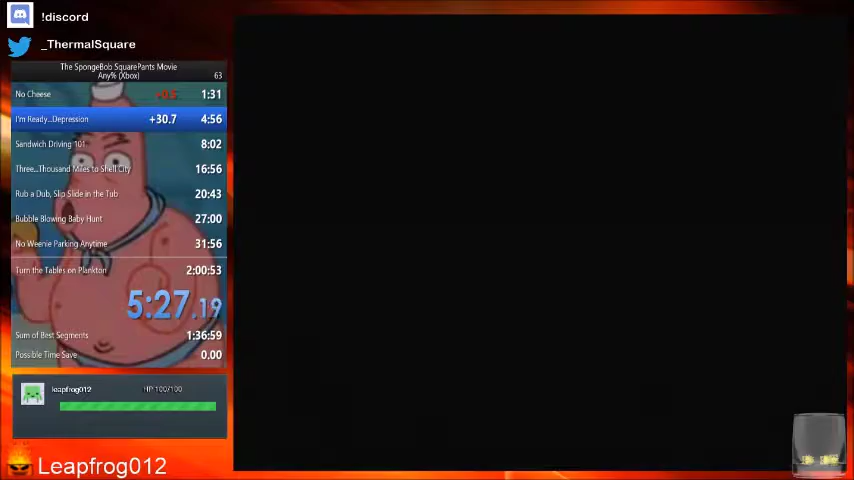 !discord
_ThermalSquare
The SpongeBob SquarePants Movie
Any% (Xbox) 63
No Cheese +0.5 1:31
I'm Ready...Depression +30.7 4:56
Sandwich Driving 101 8:02
Three...Thousand Miles to Shell City 16:56
Rub a Dub, Slip Slide in the Tub 20:43
Bubble Blowing Baby Hunt 27:00
No Weenie Parking Anytime 31:56
Turn the Tables on Plankton 2:00:53
5:27.19
Sum of Best Segments 1:36:59
Possible Time Save 0.00
leapfrog012 HP 100/100
Leapfrog012